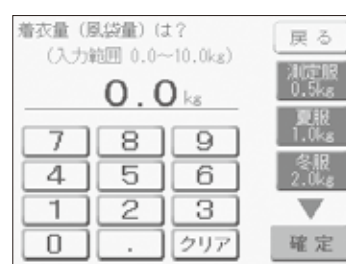 着衣量（風袋量）は？
（入力範囲 0.0～10.0kg）
0.0 kg
戻る
測定服
0.5kg
夏服
1.0kg
冬服
2.0kg
▼
確定
7 8 9
4 5 6
1 2 3
0 . クリア